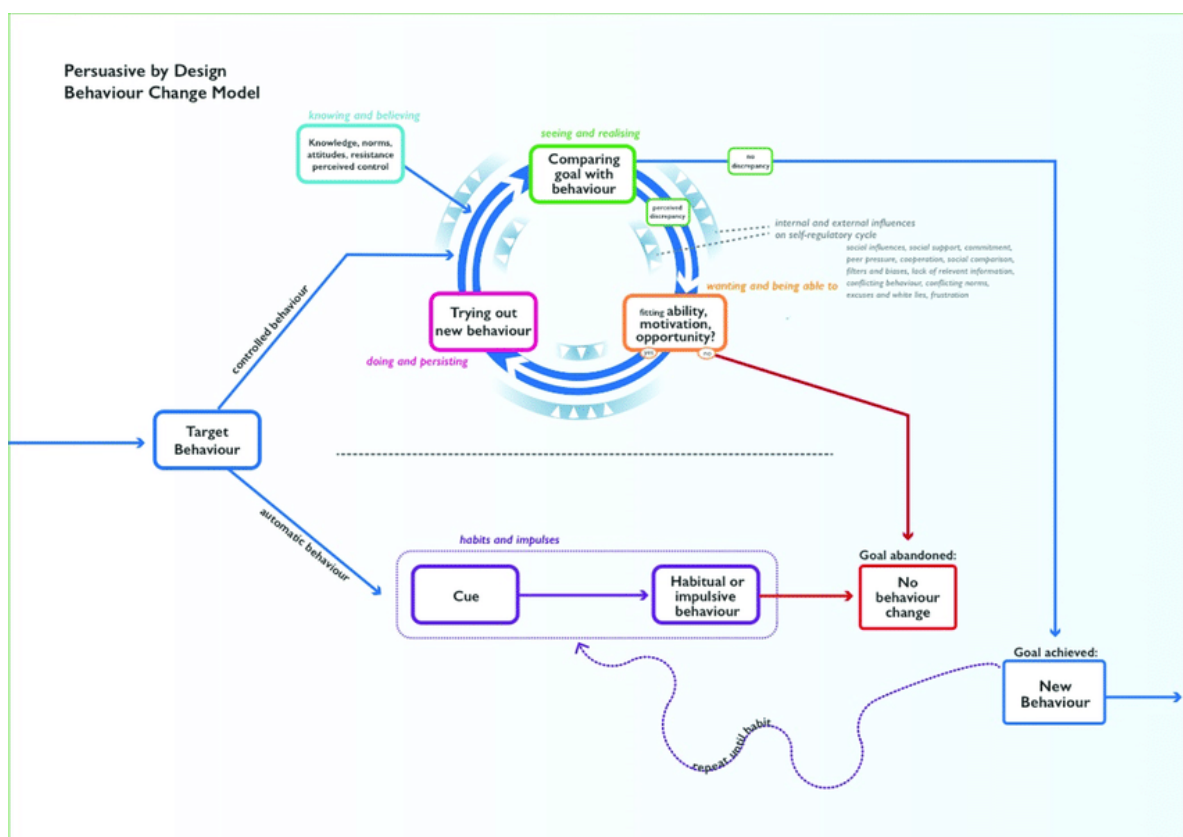 Persuasive by Design
Behaviour Change Model
knowing and believing
Knowledge, norms,
attitudes, resistance
perceived control
seeing and realising
Comparing
goal with
behaviour
no
discrepancy
perceived
discrepancy
internal and external influences
on self-regulatory cycle
social influences, social support, commitment,
peer pressure, cooperation, social comparison,
filters and biases, lack of relevant information,
conflicting behaviour, conflicting norms,
excuses and white lies, frustration
wanting and being able to
fitting ability,
motivation,
opportunity?
yes
no
Trying out
new behaviour
doing and persisting
controlled behaviour
Target
Behaviour
automatic behaviour
habits and impulses
Cue
Habitual or
impulsive
behaviour
Goal abandoned:
No
behaviour
change
Goal achieved:
New
Behaviour
repeat until habit